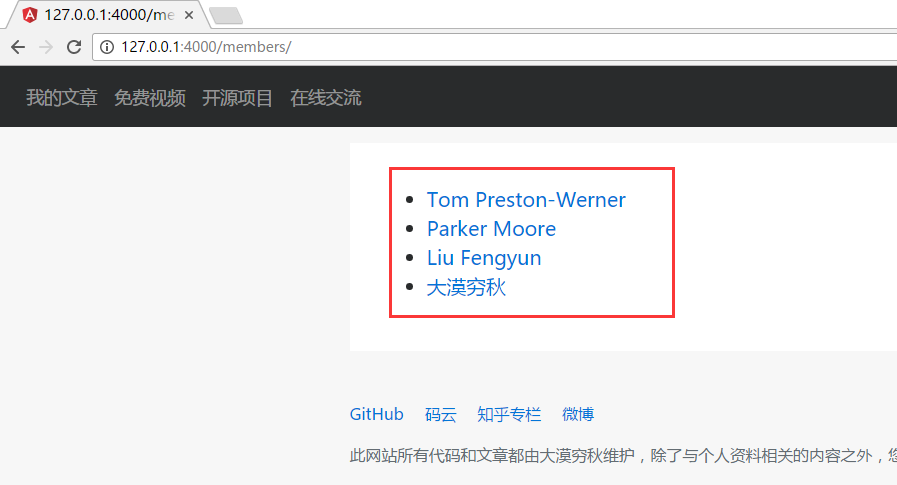 127.0.0.1:4000/me
127.0.0.1:4000/members/
我的文章 免费视频 开源项目 在线交流
Tom Preston-Werner
Parker Moore
Liu Fengyun
大漠穷秋
GitHub 码云 知乎专栏 微博
此网站所有代码和文章都由大漠穷秋维护，除了与个人资料相关的内容之外，您